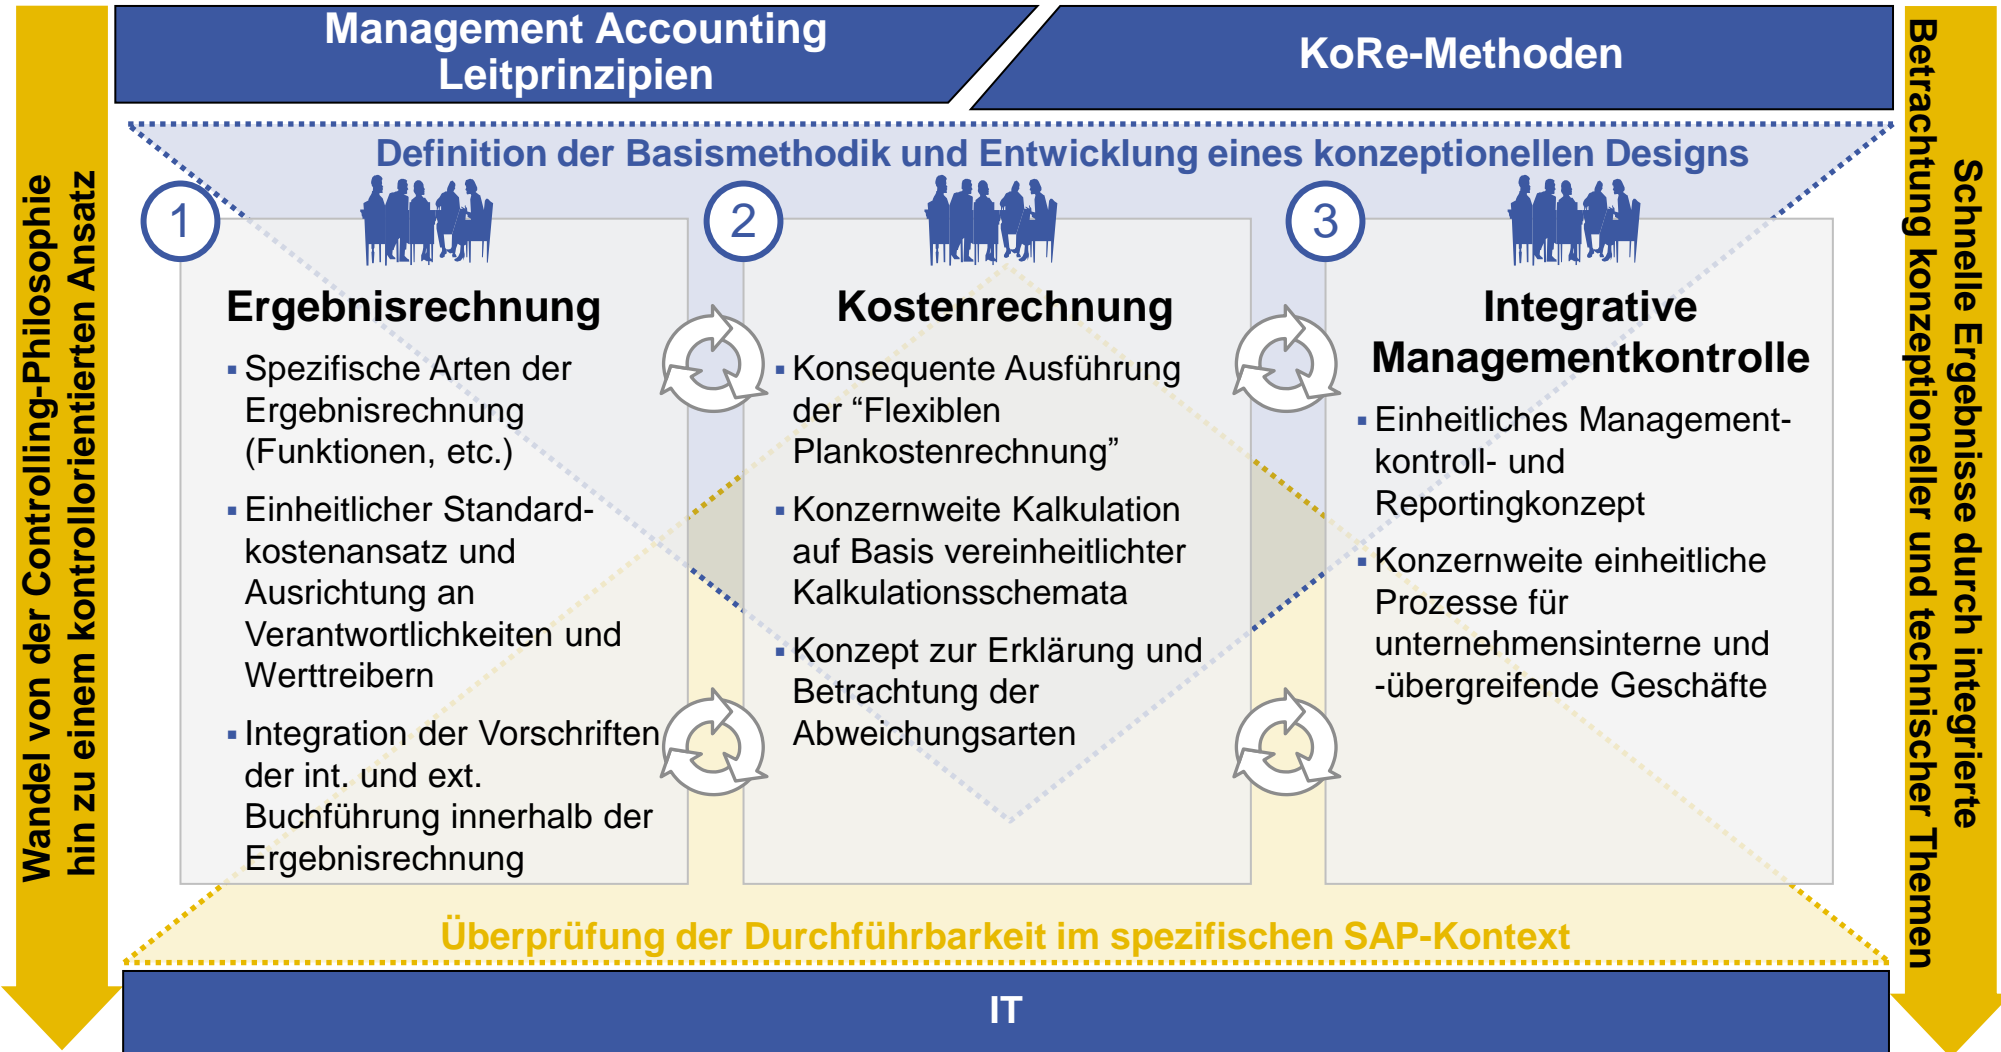 Management Accounting
Leitprinzipien
KoRe-Methoden
Wandel von der Controlling-Philosophie
hin zu einem kontrollorientierten Ansatz
Definition der Basismethodik und Entwicklung eines konzeptionellen Designs
1
Ergebnisrechnung
▪ Spezifische Arten der
Ergebnisrechnung
(Funktionen, etc.)
▪ Einheitlicher Standard-
kostenansatz und
Ausrichtung an
Verantwortlichkeiten und
Werttreibern
▪ Integration der Vorschriften
der int. und ext.
Buchführung innerhalb der
Ergebnisrechnung
2
Kostenrechnung
▪ Konsequente Ausführung
der “Flexiblen
Plankostenrechnung”
▪ Konzernweite Kalkulation
auf Basis vereinheitlichter
Kalkulationsschemata
▪ Konzept zur Erklärung und
Betrachtung der
Abweichungsarten
3
Integrative
Managementkontrolle
▪ Einheitliches Management-
kontroll- und
Reportingkonzept
▪ Konzernweite einheitliche
Prozesse für
unternehmensinterne und
-übergreifende Geschäfte
Schnelle Ergebnisse durch integrierte
Betrachtung konzeptioneller und technischer Themen
Überprüfung der Durchführbarkeit im spezifischen SAP-Kontext
IT